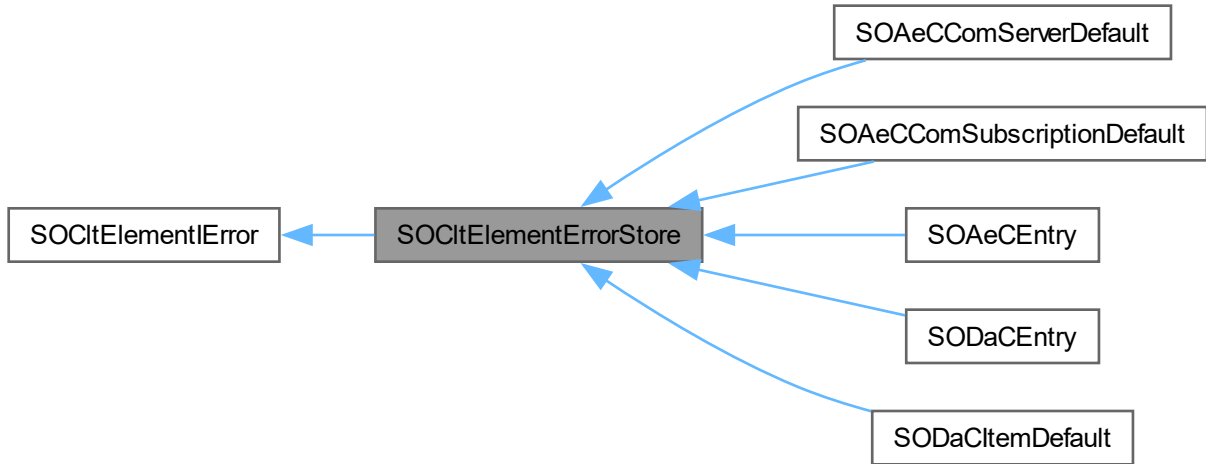 SOAeCComServerDefault
SOAeCComSubscriptionDefault
SOCltElementIError
SOCltElementErrorStore
SOAeCEntry
SODaCEntry
SODaCItemDefault